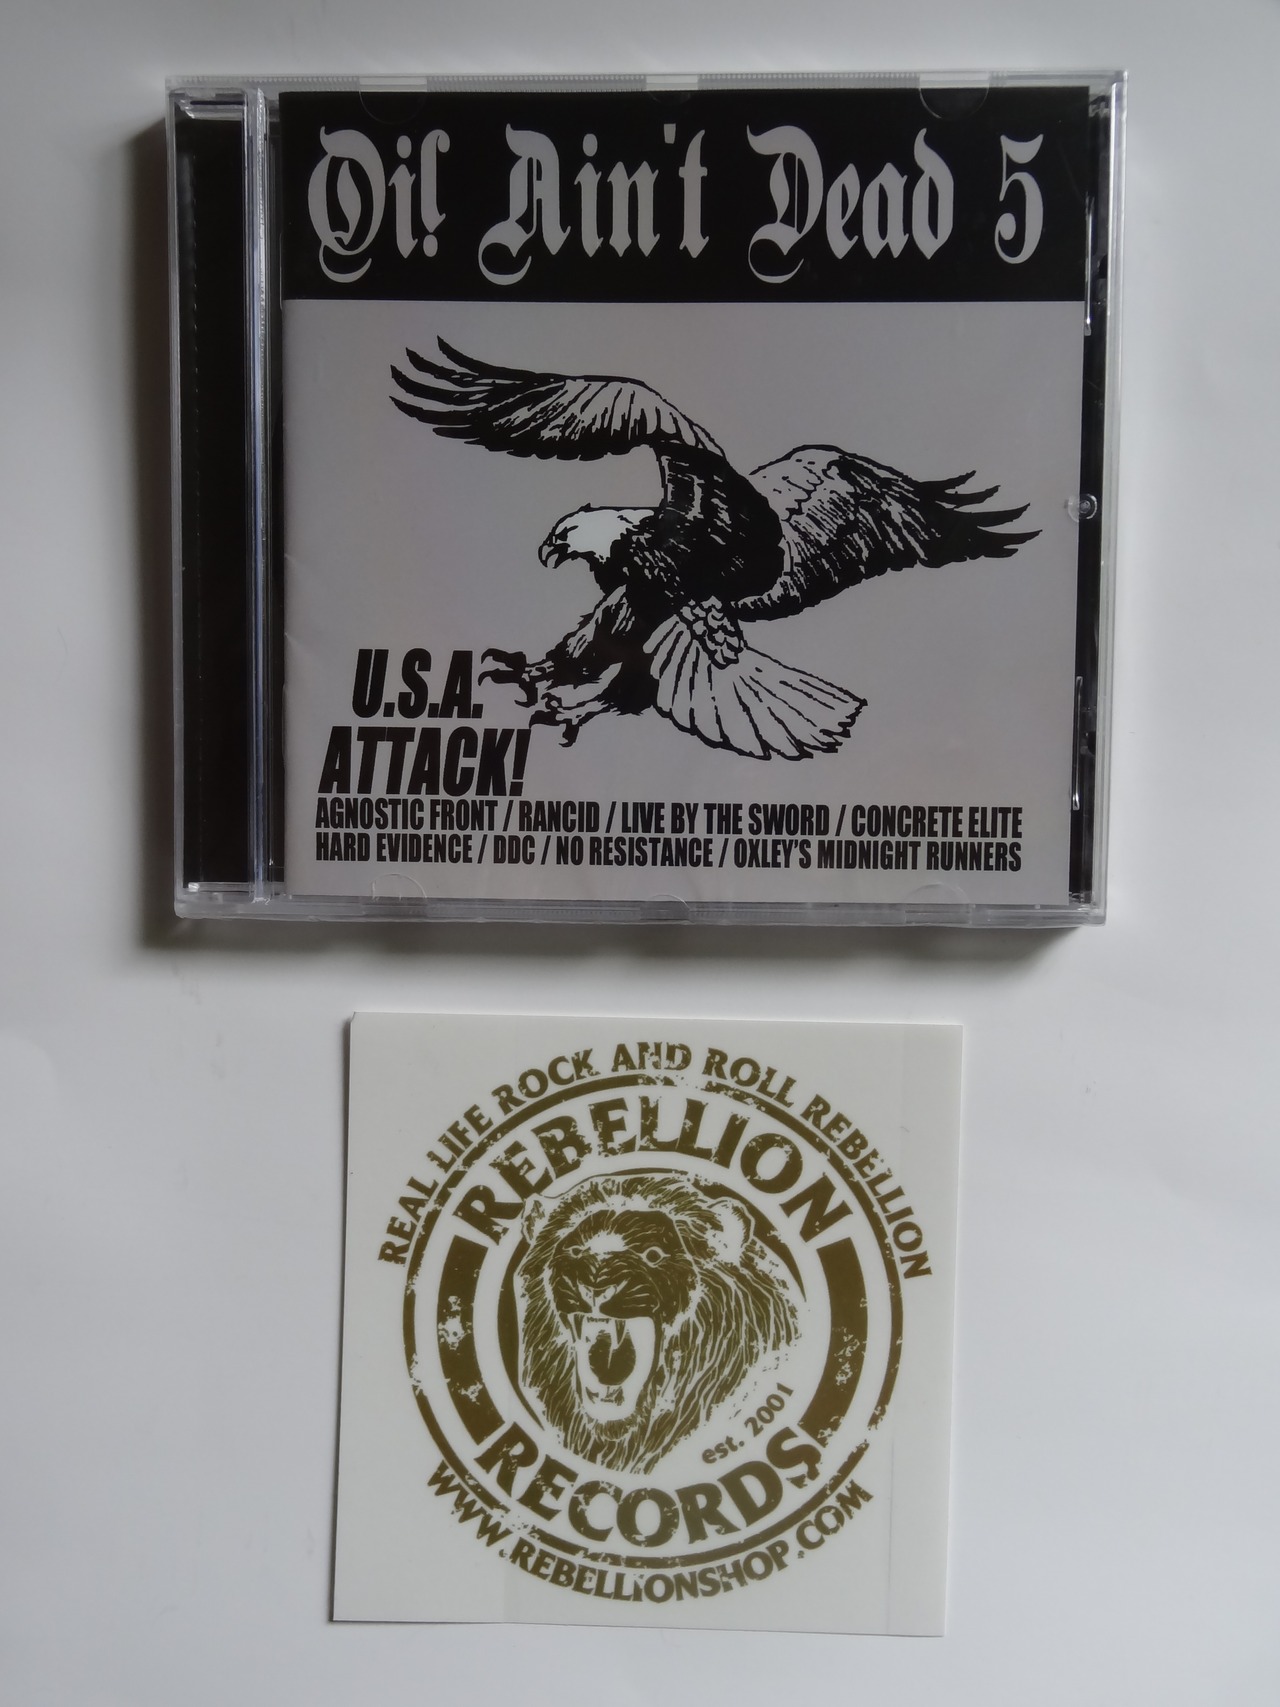 Oi! Ain't Dead 5
U.S.A.
ATTACK!
AGNOSTIC FRONT / RANCID / LIVE BY THE SWORD / CONCRETE ELITE
HARD EVIDENCE / DDC / NO RESISTANCE / OXLEY'S MIDNIGHT RUNNERS
REAL LIFE ROCK AND ROLL REBELLION
REBELLION
est. 2001
RECORDS
WWW.REBELLIONSHOP.COM